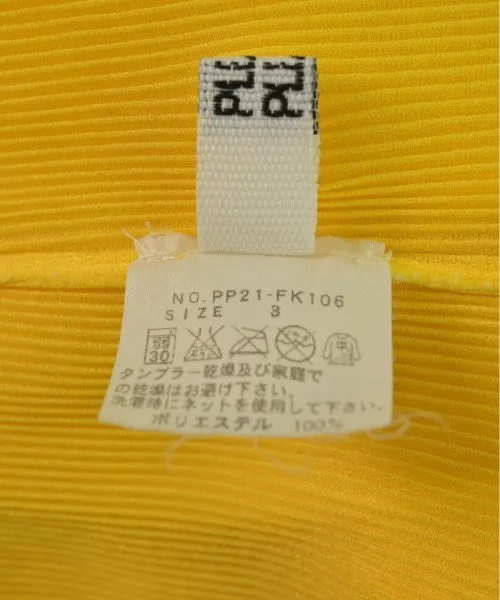 NO.PP21-FK106
SIZE 3
30
平
タンブラー乾燥及び家庭で
の乾燥はお避け下さい。
洗濯時にネットを使用して下さい。
ポリエステル 100%